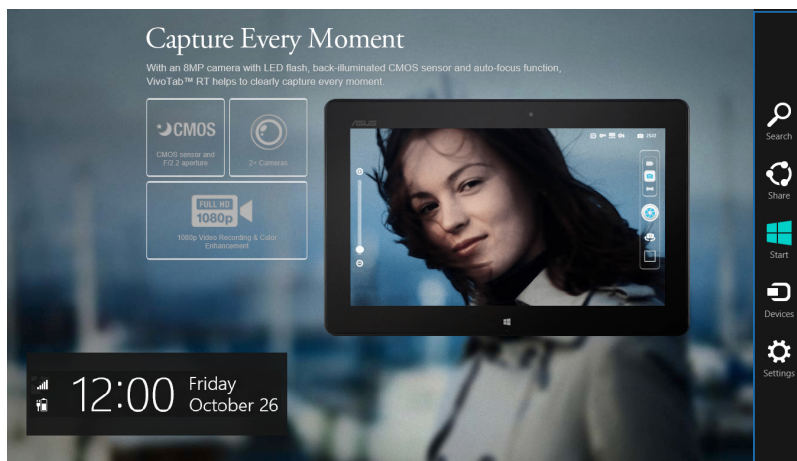 Capture Every Moment
With an 8MP camera with LED flash, back-illuminated CMOS sensor and auto-focus function,
VivoTab™ RT helps to clearly capture every moment.
CMOS
CMOS sensor and
F/2.2 aperture
2× Cameras
FULL HD
1080p
1080p Video Recording & Color
Enhancement
ASUS
2522
12:00
Friday
October 26
Search
Share
Start
Devices
Settings